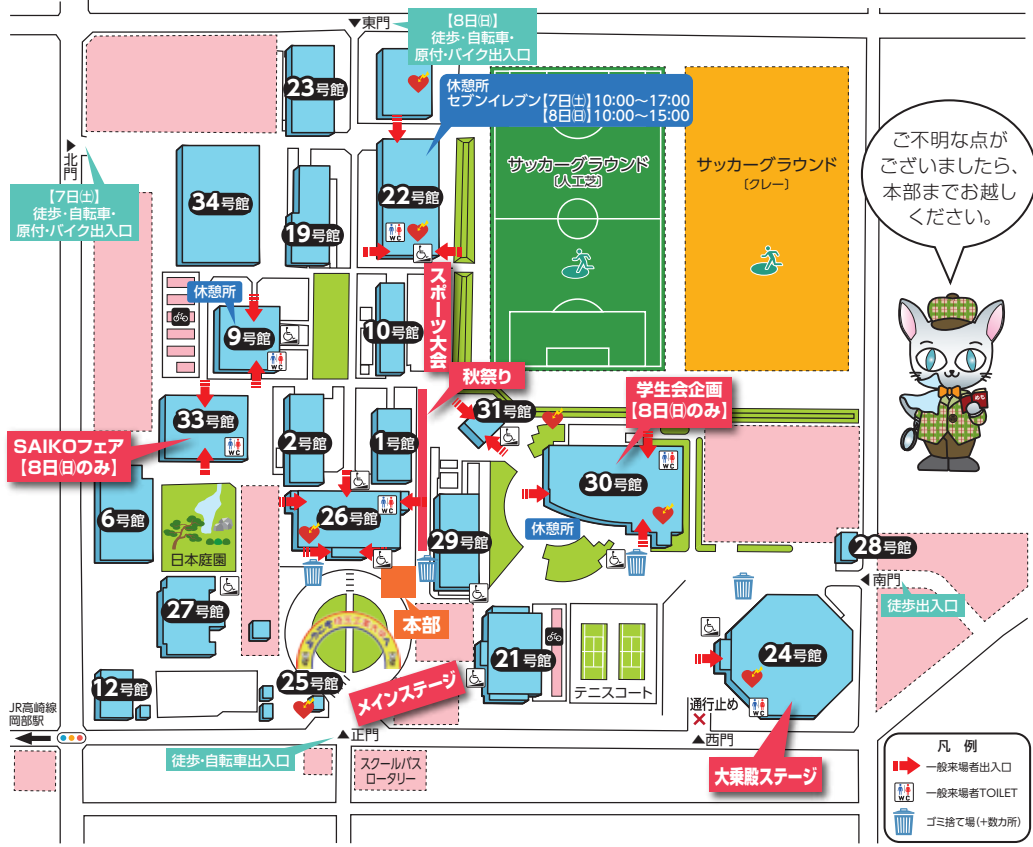 ▼東門
【8日㈰】
徒歩・自転車・
原付・バイク出入口
23号館
休憩所
セブンイレブン【7日㈯】10:00～17:00
【8日㈰】10:00～15:00
▶北門
【7日㈯】
徒歩・自転車・
原付・バイク出入口
34号館
19号館
22号館
WC
サッカーグラウンド
〔人工芝〕
サッカーグラウンド
〔クレー〕
ご不明な点が
ございましたら、
本部までお越し
ください。
休憩所
9号館
WC
10号館
スポーツ大会
秋祭り
31号館
学生会企画
【8日㈰のみ】
33号館
WC
SAIKOフェア
【8日㈰のみ】
2号館
1号館
WC
30号館
6号館
日本庭園
26号館
WC
29号館
休憩所
28号館
◀南門
徒歩出入口
27号館
本部
21号館
テニスコート
24号館
WC
12号館
25号館
メインステージ
通行止め
×
JR高崎線
岡部駅
▲正門
徒歩・自転車出入口
スクールバス
ロータリー
▲西門
大乗殿ステージ
凡 例
一般来場者出入口
WC
一般来場者TOILET
ゴミ捨て場(+数カ所)